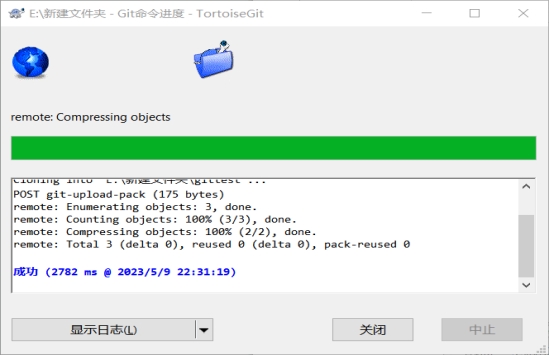 E:\新建文件夹 - Git命令进度 - TortoiseGit
remote: Compressing objects
Cloning into 'E:\新建文件夹\gittest'...
POST git-upload-pack (175 bytes)
remote: Enumerating objects: 3, done.
remote: Counting objects: 100% (3/3), done.
remote: Compressing objects: 100% (2/2), done.
remote: Total 3 (delta 0), reused 0 (delta 0), pack-reused 0
成功 (2782 ms @ 2023/5/9 22:31:19)
显示日志(L)
关闭
中止